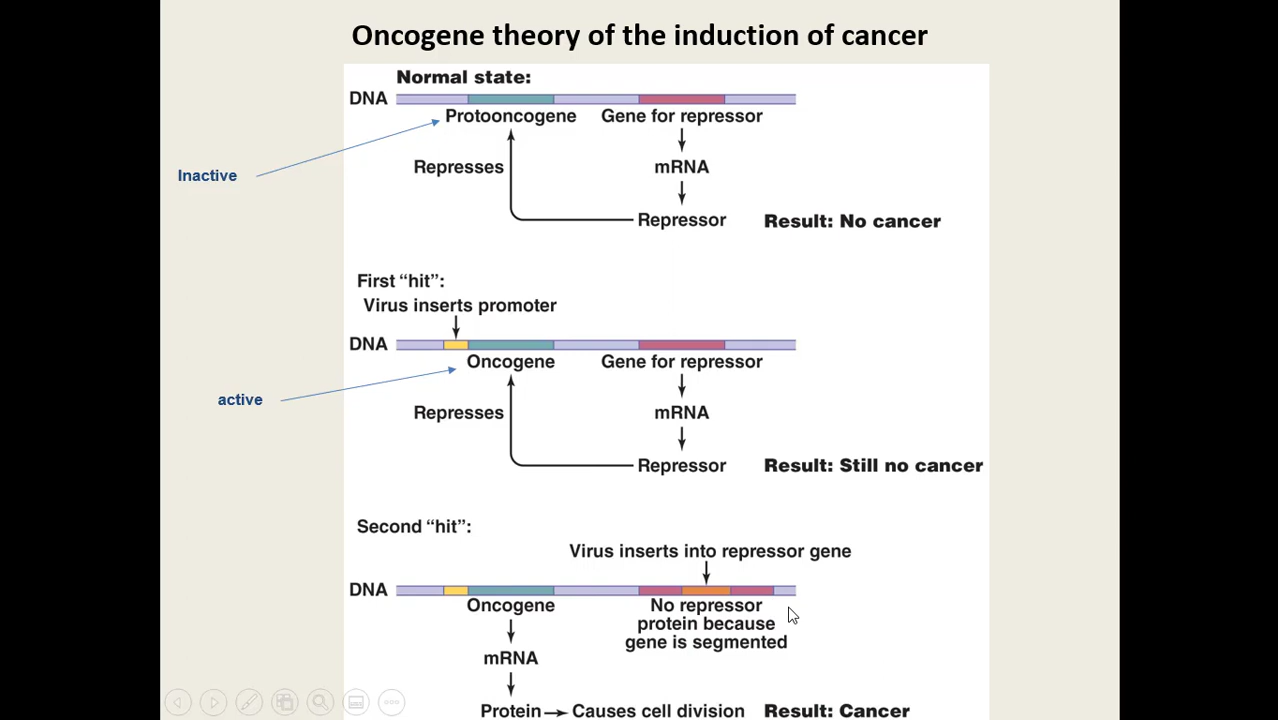 Oncogene theory of the induction of cancer
Normal state:
DNA
Protooncogene
Gene for repressor
Inactive
Represses
mRNA
Repressor
Result: No cancer
First “hit”:
Virus inserts promoter
DNA
Oncogene
Gene for repressor
active
Represses
mRNA
Repressor
Result: Still no cancer
Second “hit”:
Virus inserts into repressor gene
DNA
Oncogene
No repressor
protein because
gene is segmented
mRNA
Protein
Causes cell division
Result: Cancer